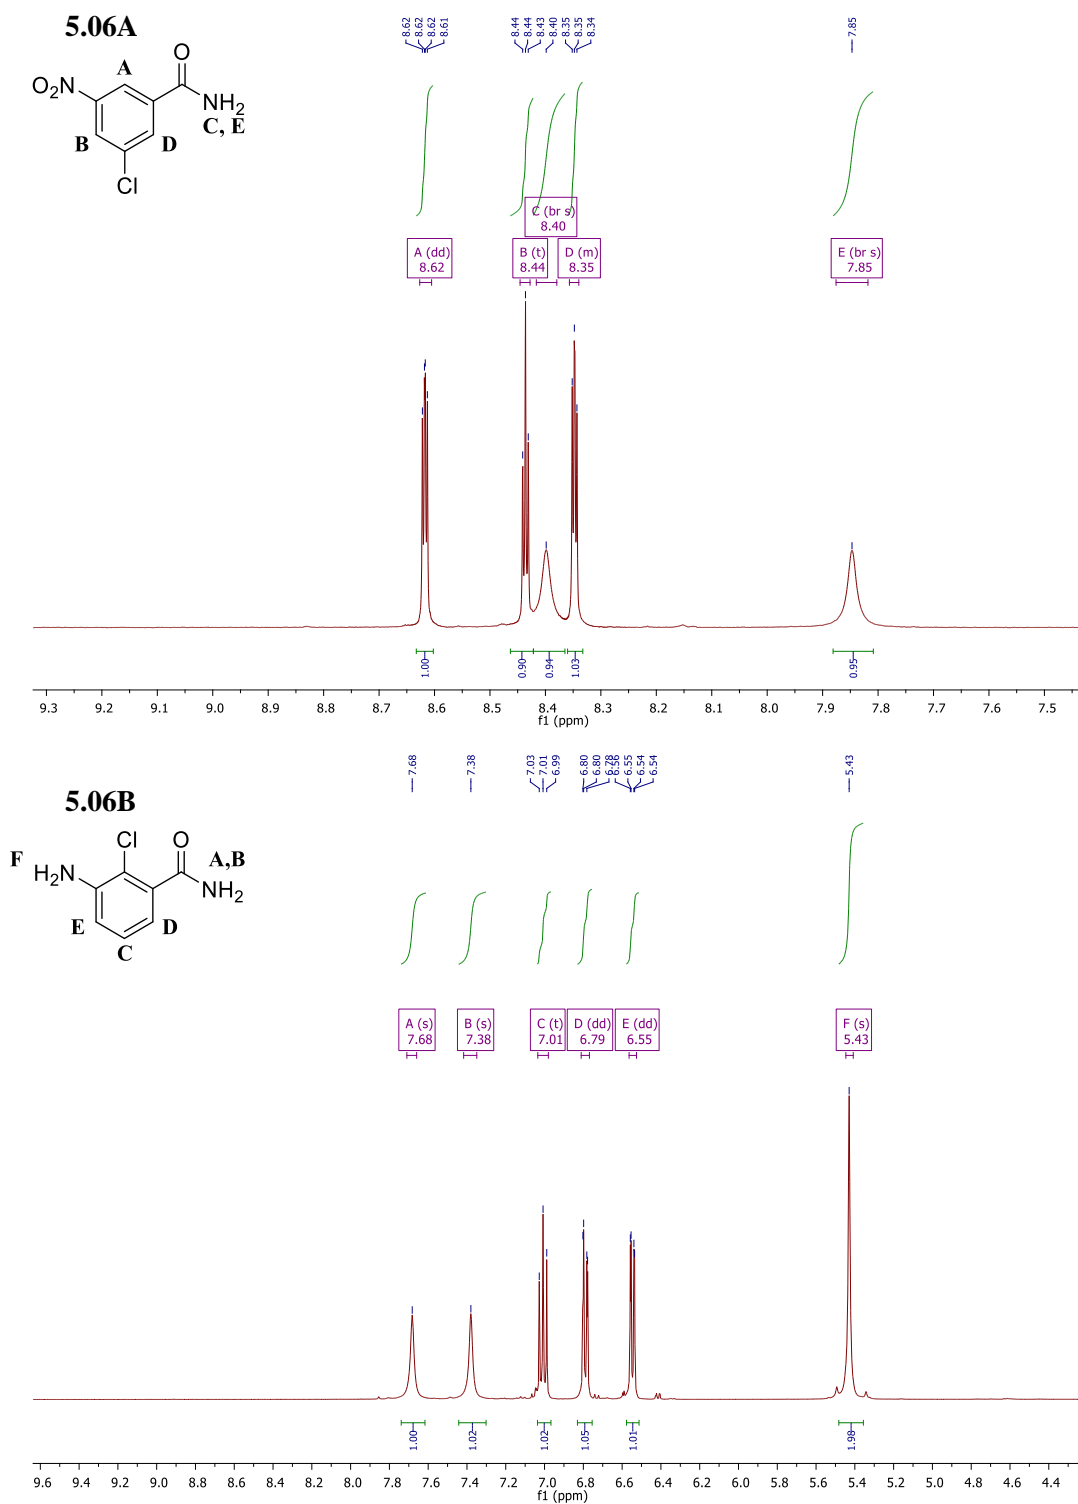 5.06A
8.62 8.62 8.62 8.61 8.44 8.44 8.43 8.40 8.35 8.35 8.34 7.85
O
A
O2N
NH2
C, E
B D
Cl
C (br s)
8.40
A (dd) B (t) D (m) E (br s)
8.62 8.44 8.35 7.85
1.00 0.90 0.94 1.03 0.95
9.3 9.2 9.1 9.0 8.9 8.8 8.7 8.6 8.5 8.4 8.3 8.2 8.1 8.0 7.9 7.8 7.7 7.6 7.5
f1 (ppm)
7.68 7.38 7.03 7.01 6.99 6.80 6.80 6.78 6.56 6.55 6.54 6.54 5.43
5.06B
Cl O
F H2N A,B
NH2
E D
C
A (s) B (s) C (t) D (dd) E (dd) F (s)
7.68 7.38 7.01 6.79 6.55 5.43
1.00 1.02 1.02 1.05 1.01 1.98
9.6 9.4 9.2 9.0 8.8 8.6 8.4 8.2 8.0 7.8 7.6 7.4 7.2 7.0 6.8 6.6 6.4 6.2 6.0 5.8 5.6 5.4 5.2 5.0 4.8 4.6 4.4
f1 (ppm)